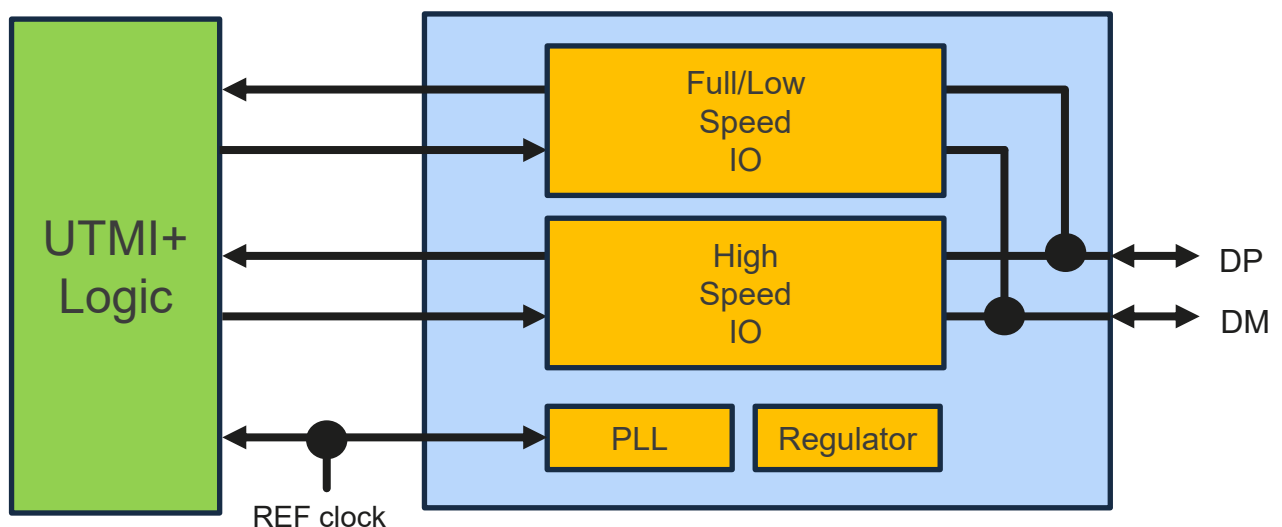 UTMI+
Logic
Full/Low
Speed
IO
High
Speed
IO
DP
DM
PLL
Regulator
REF clock